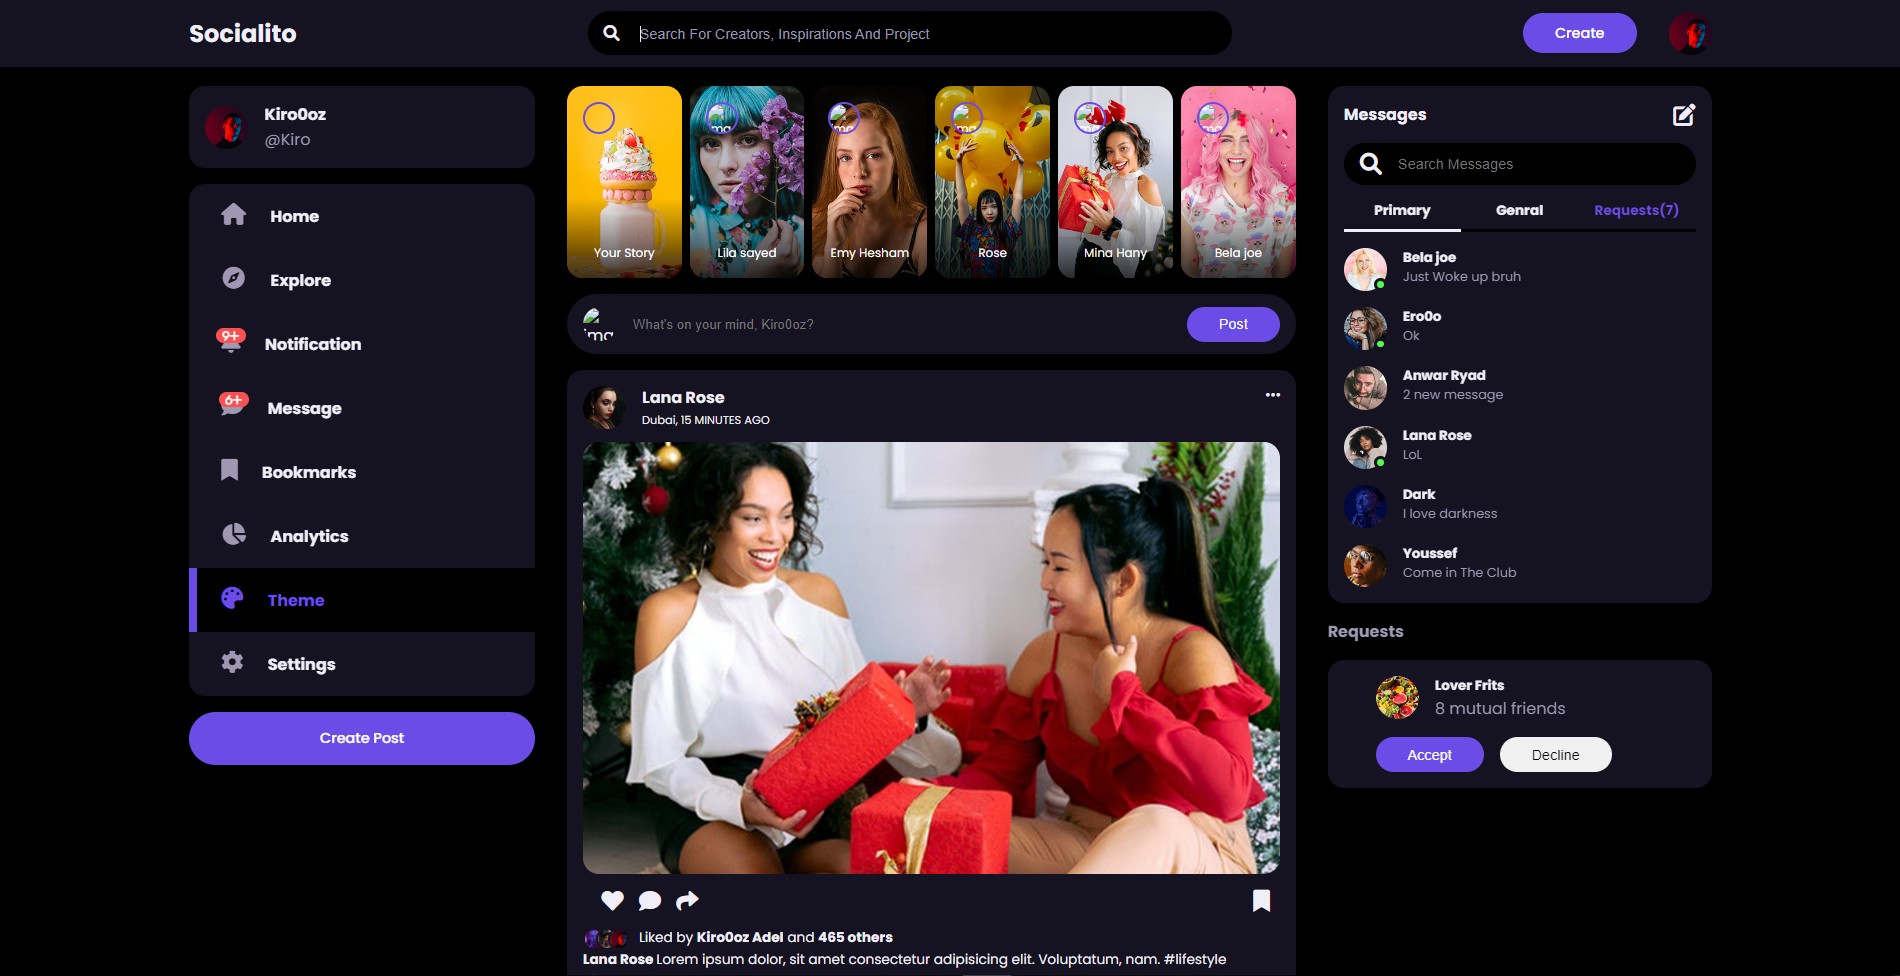 Socialito
Search For Creators, Inspirations And Project
Create
Kiro0oz
@Kiro
Home
Explore
9+
Notification
6+
Message
Bookmarks
Analytics
Theme
Settings
Create Post
Your Story
Lila sayed
Emy Hesham
Rose
Mina Hany
Bela joe
What's on your mind, Kiro0oz?
Post
Lana Rose
Dubai, 15 MINUTES AGO
Liked by Kiro0oz Adel and 465 others
Lana Rose Lorem ipsum dolor, sit amet consectetur adipisicing elit. Voluptatum, nam. #lifestyle
Messages
Search Messages
Primary Genral Requests(7)
Bela joe
Just Woke up bruh
Ero0o
Ok
Anwar Ryad
2 new message
Lana Rose
LoL
Dark
I love darkness
Youssef
Come in The Club
Requests
Lover Frits
8 mutual friends
Accept Decline